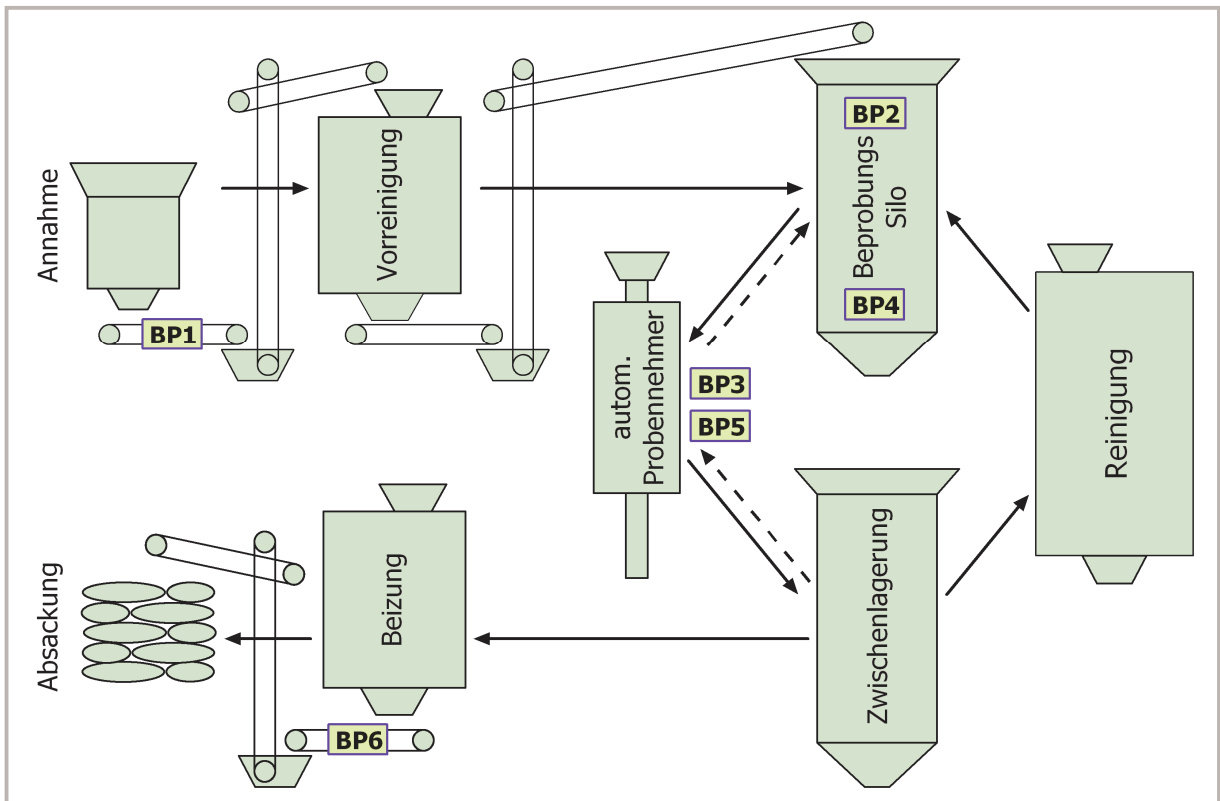 Annahme
BP1
Vorreinigung
BP2
Beprobungs
Silo
BP4
autom.
Probennehmer
BP3
BP5
Reinigung
Absackung
Beizung
BP6
Zwischenlagerung